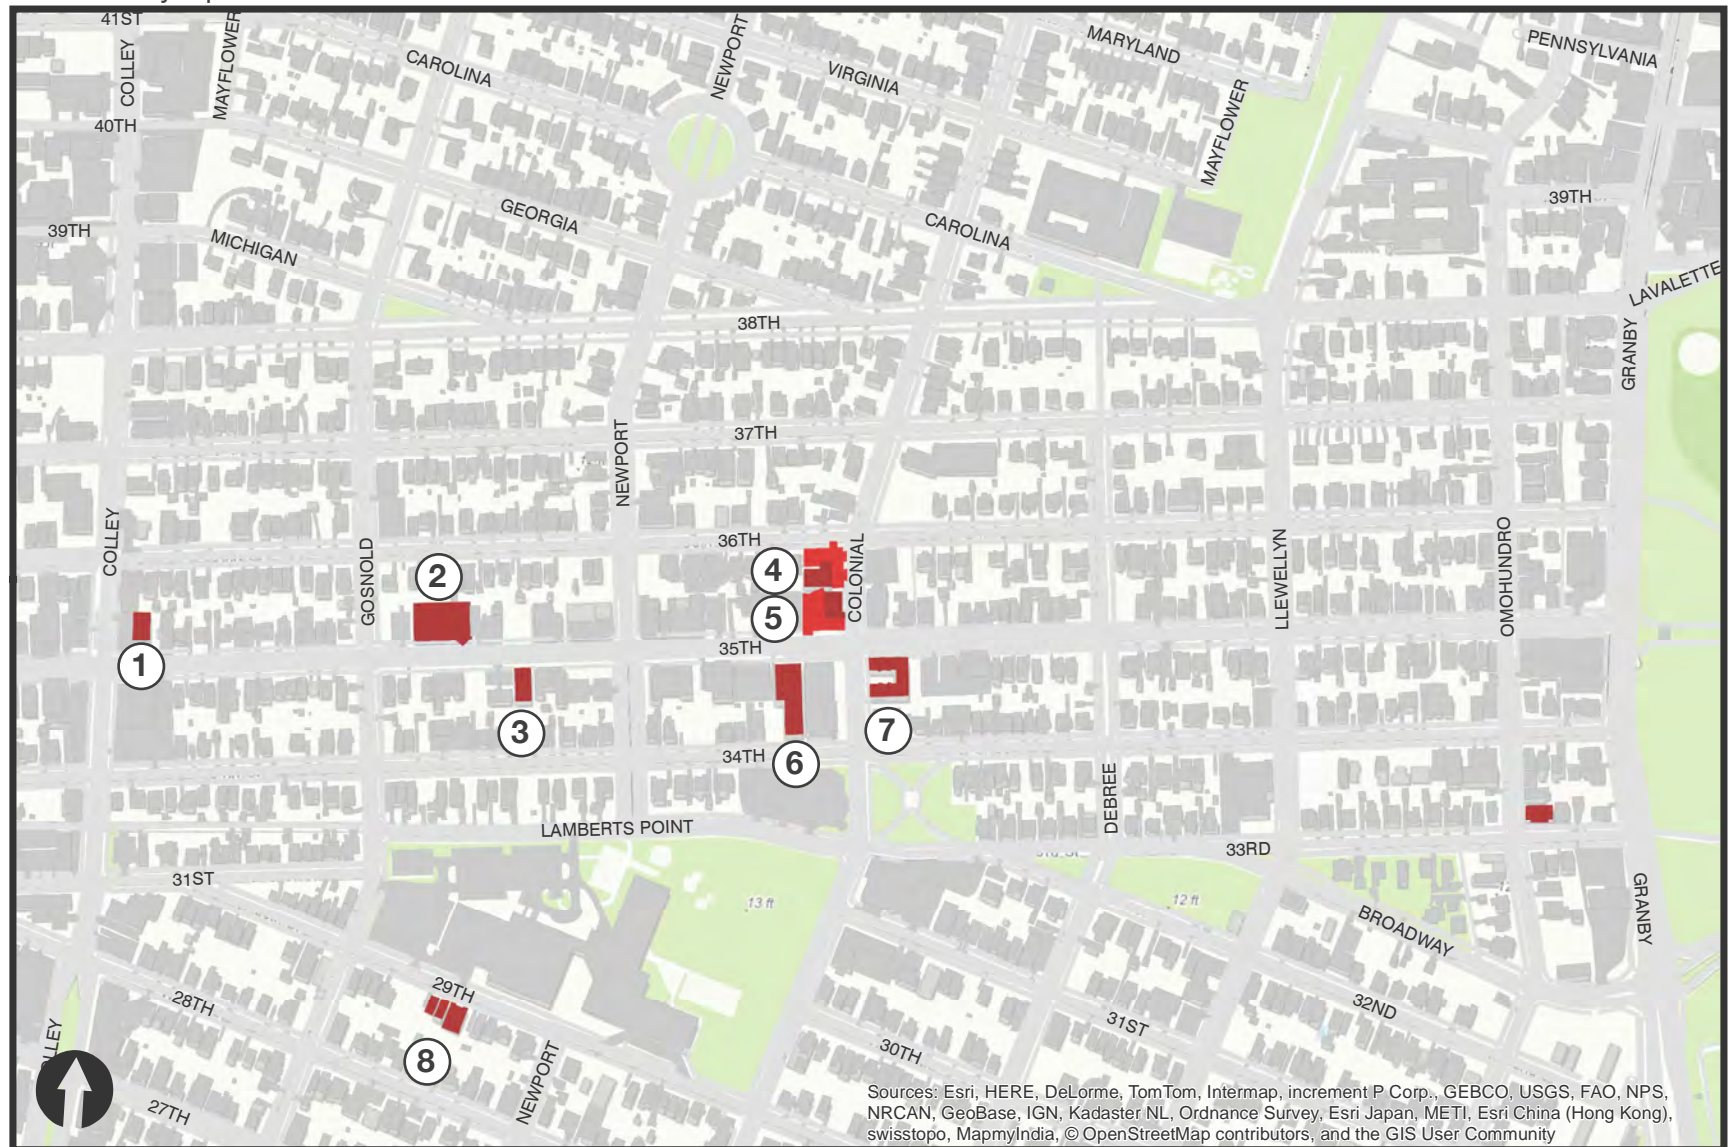 41ST
COLLEY
MAYFLOWER
CAROLINA
NEWPORT
VIRGINIA
MARYLAND
MAYFLOWER
PENNSYLVANIA
40TH
39TH
MICHIGAN
GEORGIA
CAROLINA
39TH
LAVALETTE
38TH
GRANBY
37TH
NEWPORT
COLLEY
GOSNOLD
36TH
COLONIAL
LLEWELLYN
OMOHUNDRO
2
4
5
1
35TH
3
6
7
34TH
DEBREE
LAMBERTS POINT
33RD
31ST
13 ft
12 ft
BROADWAY
GRANBY
28TH
29TH
8
NEWPORT
27TH
30TH
31ST
32ND
Sources: Esri, HERE, DeLorme, TomTom, Intermap, increment P Corp., GEBCO, USGS, FAO, NPS,
NRCAN, GeoBase, IGN, Kadaster NL, Ordnance Survey, Esri Japan, METI, Esri China (Hong Kong),
swisstopo, MapmyIndia, © OpenStreetMap contributors, and the GIS User Community